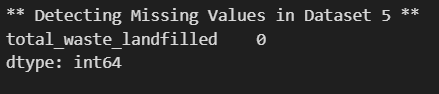 ** Detecting Missing Values in Dataset 5 **
total_waste_landfilled    0
dtype: int64